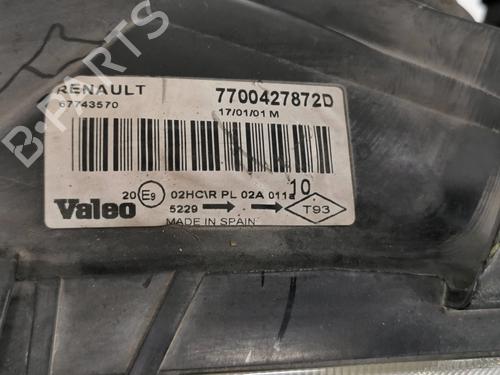 RENAULT 7700427872D
67743570 17/01/01 M
10
20 E9 02HC\R PL 02A 011a
Valeo 5229 T93
MADE IN SPAIN
B-PARTS